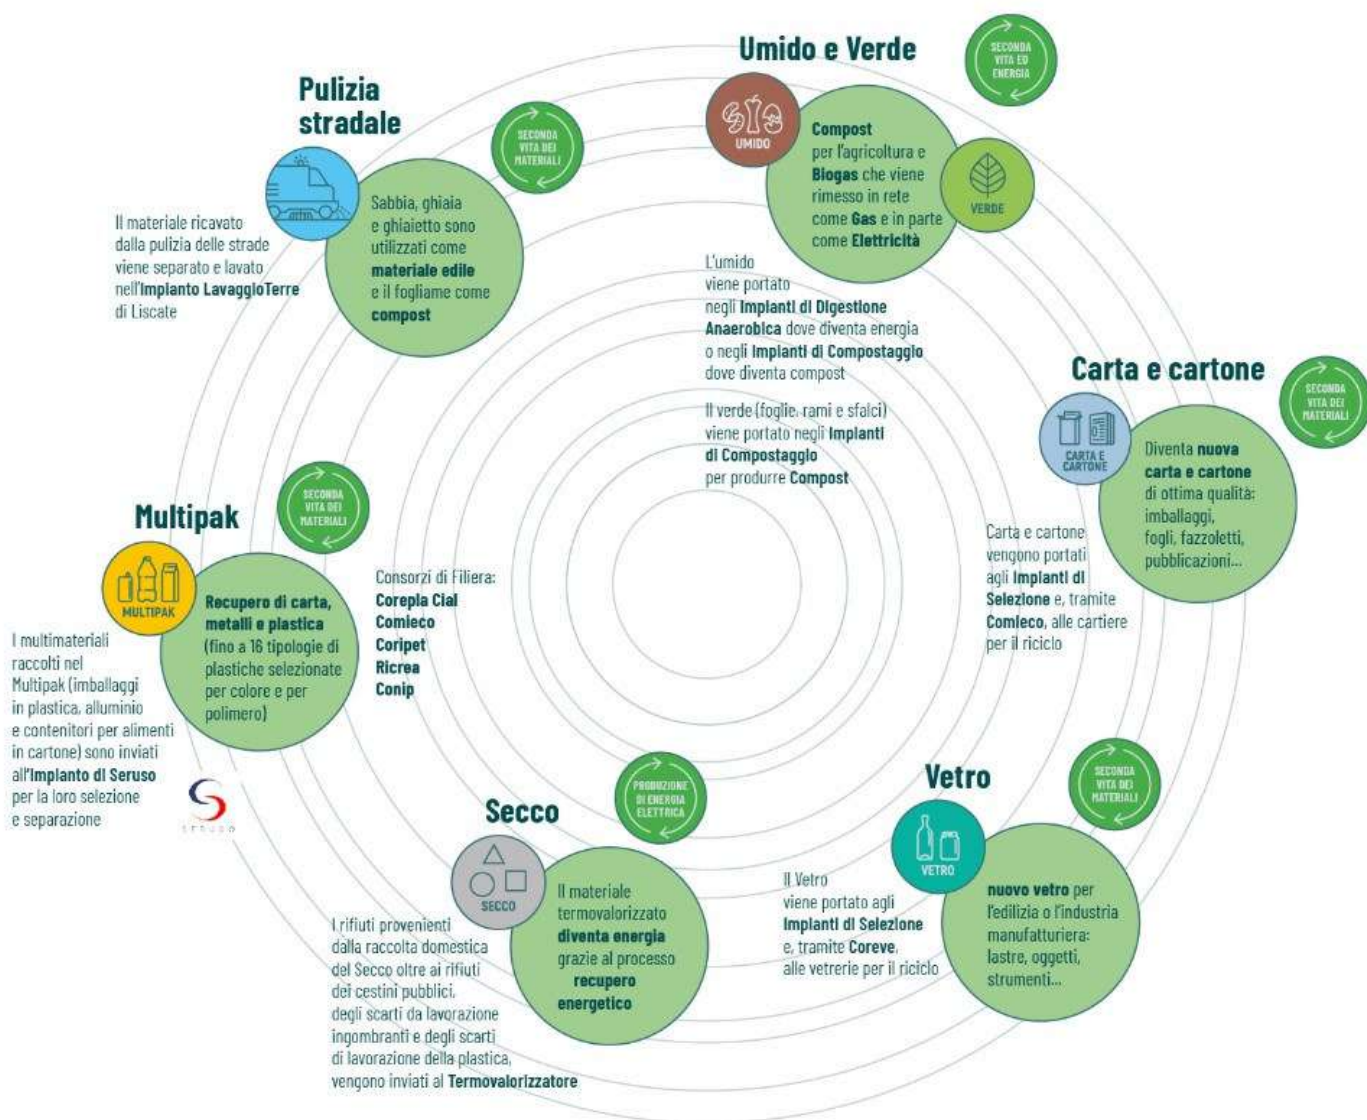 Umido e Verde
SECONDA
VITA ED
ENERGIA
UMIDO
Compost
per l'agricoltura e
Biogas che viene
rimesso in rete
come Gas e in parte
come Elettricità
VERDE
L'umido
viene portato
negli Impianti di Digestione
Anaerobica dove diventa energia
o negli Impianti di Compostaggio
dove diventa compost
Il verde (foglie, rami e sfalci)
viene portato negli Impianti
di Compostaggio
per produrre Compost
Pulizia
stradale
SECONDA
VITA DEI
MATERIALI
Il materiale ricavato
dalla pulizia delle strade
viene separato e lavato
nell'Impianto LavaggioTerre
di Liscate
Sabbia, ghiaia
e ghiaietto sono
utilizzati come
materiale edile
e il fogliame come
compost
Carta e cartone
SECONDA
VITA DEI
MATERIALI
CARTA E
CARTONE
Diventa nuova
carta e cartone
di ottima qualità:
imballaggi,
fogli, fazzoletti,
pubblicazioni...
Carta e cartone
vengono portati
agli Impianti di
Selezione e, tramite
Comieco, alle cartiere
per il riciclo
Multipak
SECONDA
VITA DEI
MATERIALI
MULTIPAK
Recupero di carta,
metalli e plastica
(fino a 16 tipologie di
plastiche selezionate
per colore e per
polimero)
I multimateriali
raccolti nel
Multipak (imballaggi
in plastica, alluminio
e contenitori per alimenti
in cartone) sono inviati
all'Impianto di Seruso
per la loro selezione
e separazione
SERUSO
Consorzi di Filiera:
Corepla Cial
Comieco
Coripet
Ricrea
Conip
Secco
PRODUZIONE
DI ENERGIA
ELETTRICA
SECCO
Il materiale
termovalorizzato
diventa energia
grazie al processo
recupero
energetico
I rifiuti provenienti
dalla raccolta domestica
del Secco oltre ai rifiuti
dei cestini pubblici,
degli scarti da lavorazione
ingombranti e degli scarti
di lavorazione della plastica,
vengono inviati al Termovalorizzatore
Vetro
SECONDA
VITA DEI
MATERIALI
VETRO
Il Vetro
viene portato agli
Impianti di Selezione
e, tramite Coreve,
alle vetrerie per il riciclo
nuovo vetro per
l'edilizia o l'industria
manufatturiera:
lastre, oggetti,
strumenti...